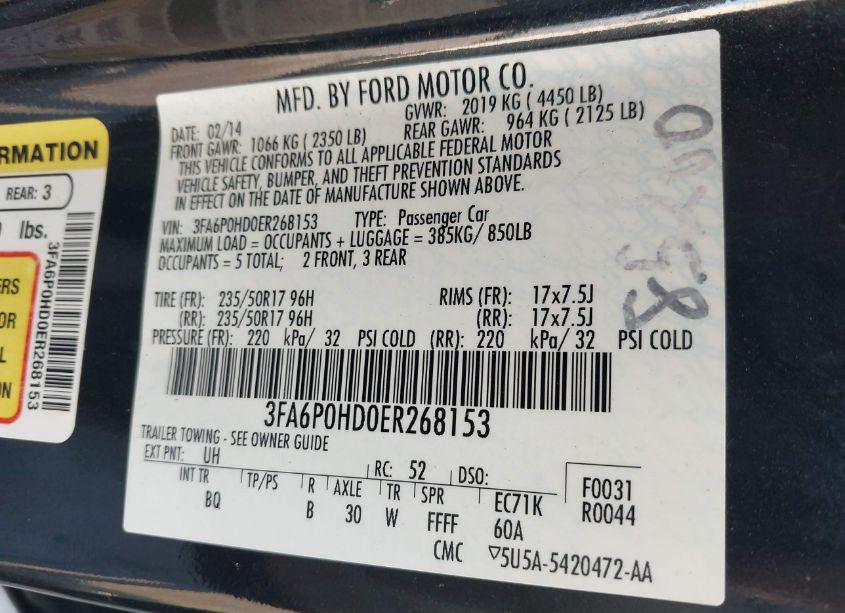 MFD. BY FORD MOTOR CO.
DATE: 02/14
GVWR: 2019 KG ( 4450 LB)
FRONT GAWR: 1066 KG ( 2350 LB)
REAR GAWR: 964 KG ( 2125 LB)
THIS VEHICLE CONFORMS TO ALL APPLICABLE FEDERAL MOTOR
VEHICLE SAFETY, BUMPER, AND THEFT PREVENTION STANDARDS
IN EFFECT ON THE DATE OF MANUFACTURE SHOWN ABOVE.
VIN: 3FA6P0HD0ER268153 TYPE: Passenger Car
MAXIMUM LOAD = OCCUPANTS + LUGGAGE = 385KG/ 850LB
OCCUPANTS = 5 TOTAL; 2 FRONT, 3 REAR
TIRE (FR): 235/50R17 96H RIMS (FR): 17x7.5J
(RR): 235/50R17 96H (RR): 17x7.5J
PRESSURE (FR): 220 kPa/ 32 PSI COLD (RR): 220 kPa/ 32 PSI COLD
3FA6P0HD0ER268153
TRAILER TOWING - SEE OWNER GUIDE
EXT PNT: UH RC: 52 DSO:
INT TR TP/PS R AXLE TR SPR EC71K F0031
BQ B 30 W FFFF 60A R0044
CMC ▽5U5A-5420472-AA
REAR: 3
lbs.
3FA6P0HD0ER268153